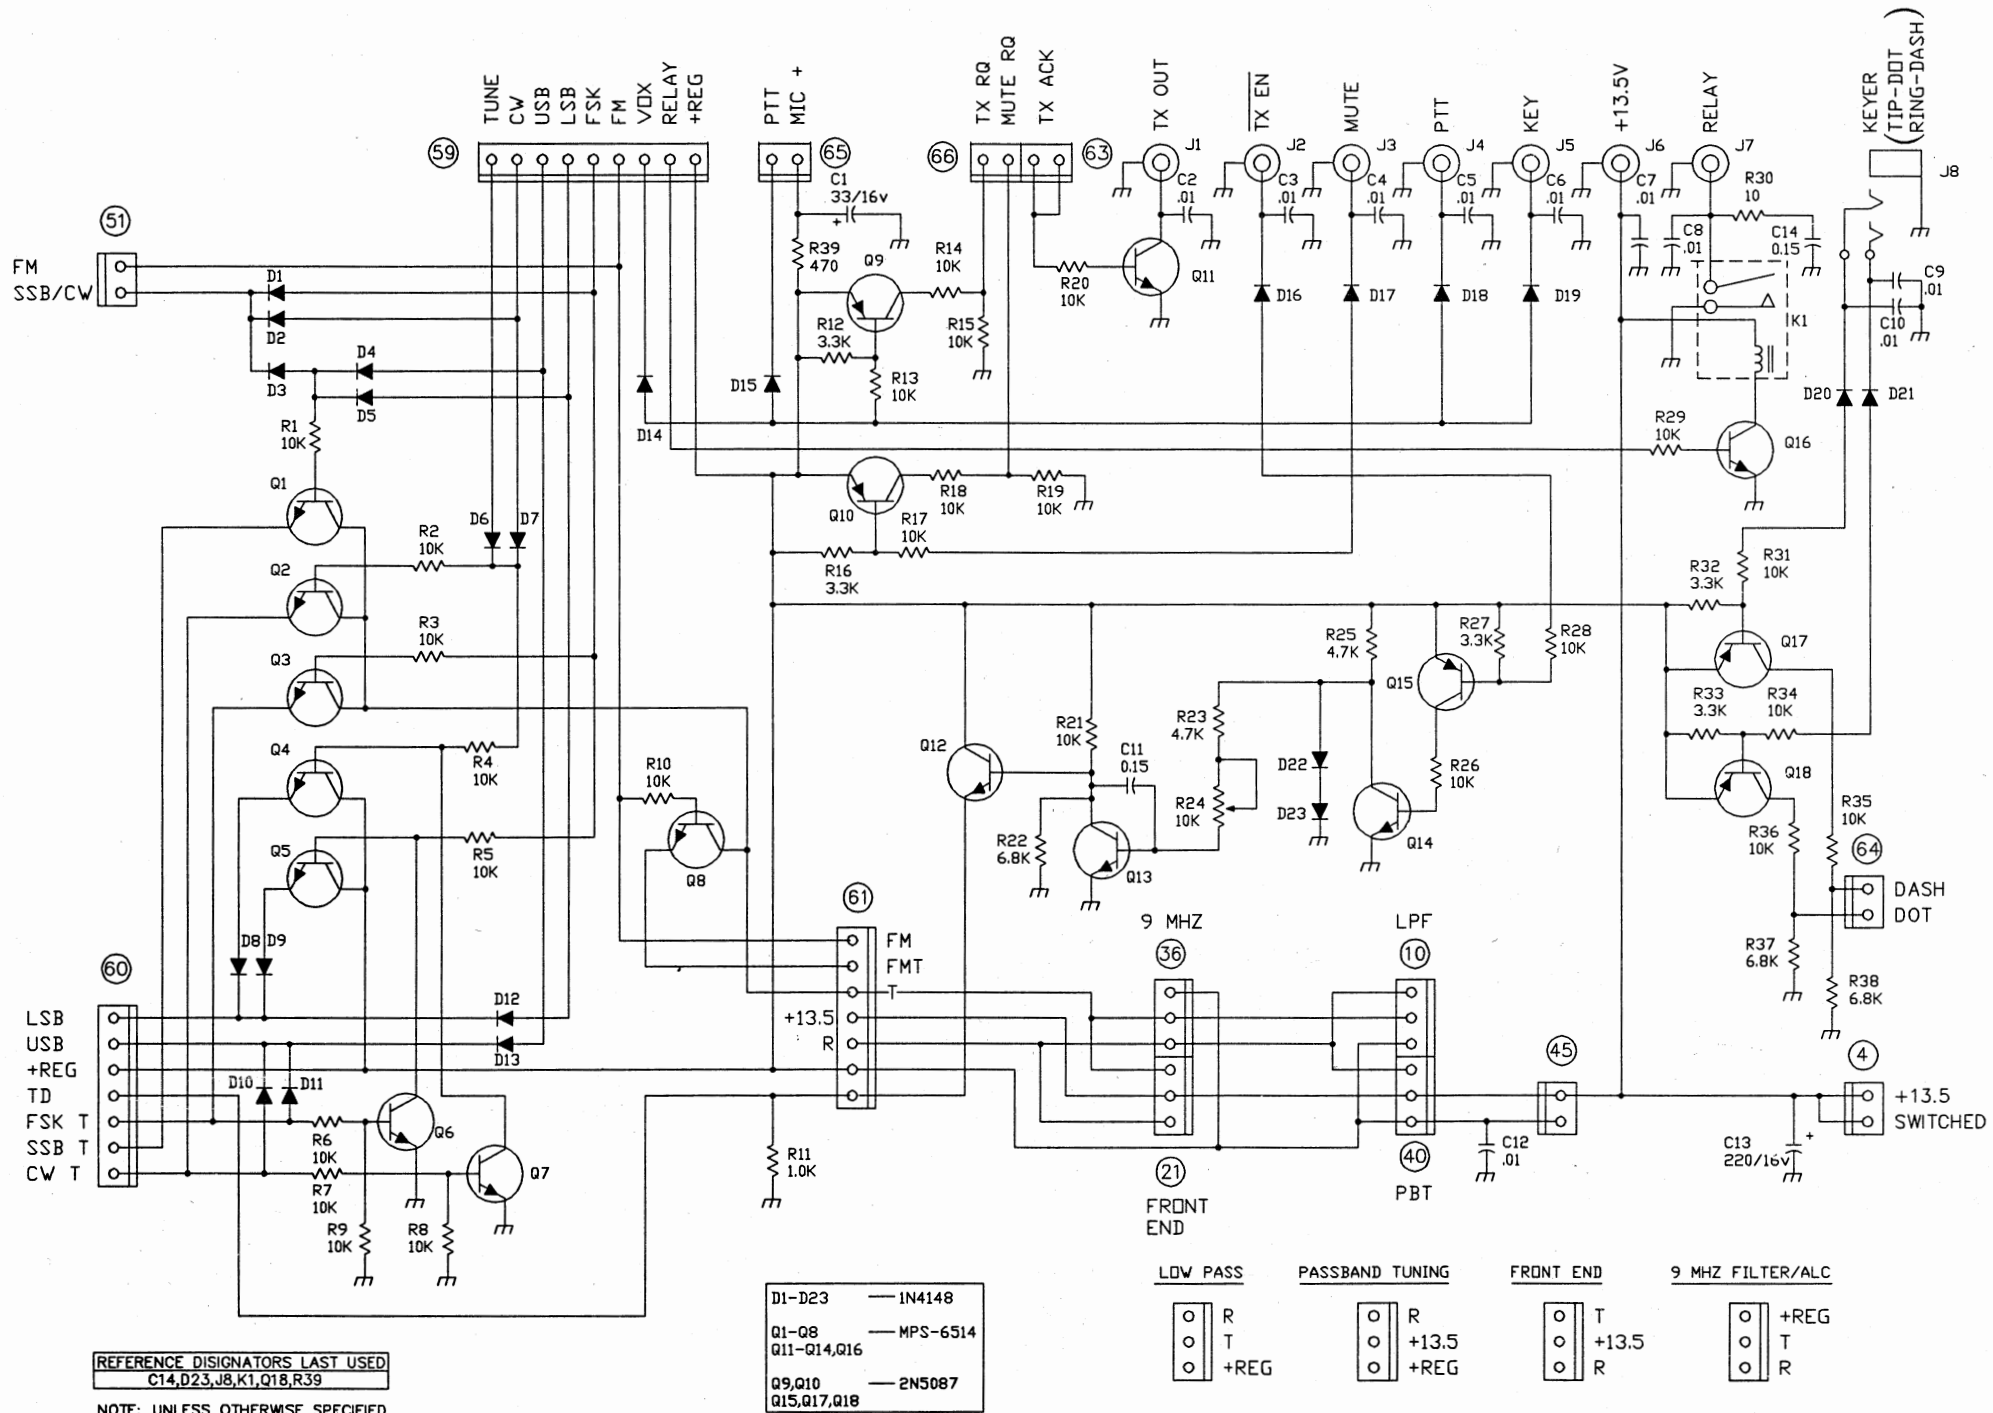 TUNE
CW
USB
LSB
FSK
FM
VOX
RELAY
+REG
PTT
MIC +
TX RQ
MUTE RQ
TX ACK
TX OUT
TX EN
MUTE
PTT
KEY
+13.5V
RELAY
KEYER
(TIP-DOT
RING-DASH)
59
65
66
63
J1
J2
J3
J4
J5
J6
J7
J8
C1
33/16v
+
C2
.01
C3
.01
C4
.01
C5
.01
C6
.01
C7
.01
R30
10
C8
.01
C14
0.15
C9
.01
C10
.01
K1
51
FM
SSB/CW
D1
D2
D3
D4
D5
R39
470
Q9
R14
10K
R12
3.3K
R15
10K
R13
10K
R20
10K
Q11
D16
D17
D18
D19
D14
D15
D20
D21
R1
10K
R29
10K
Q16
Q1
D6
D7
Q10
R18
10K
R19
10K
R17
10K
R16
3.3K
R2
10K
Q2
R3
10K
Q3
R32
3.3K
R31
10K
R25
4.7K
R27
3.3K
R28
10K
Q15
Q17
R33
3.3K
R34
10K
Q4
R4
10K
R10
10K
Q8
Q12
R21
10K
C11
0.15
R23
4.7K
R24
10K
D22
D23
R26
10K
Q14
Q18
R22
6.8K
Q13
R35
10K
R36
10K
Q5
R5
10K
64
DASH
DOT
R37
6.8K
R38
6.8K
D8
D9
61
FM
FMT
T
+13.5
R
9 MHZ
36
LPF
10
60
LSB
USB
+REG
TD
FSK T
SSB T
CW T
D12
D13
D10
D11
R6
10K
R7
10K
Q6
Q7
R9
10K
R8
10K
R11
1.0K
21
FRONT
END
40
PBT
C12
.01
45
C13
220/16v
+
4
+13.5
SWITCHED
D1-D23 — 1N4148
Q1-Q8 — MPS-6514
Q11-Q14,Q16
Q9,Q10 — 2N5087
Q15,Q17,Q18
LOW PASS
R
T
+REG
PASSBAND TUNING
R
+13.5
+REG
FRONT END
T
+13.5
R
9 MHZ FILTER/ALC
+REG
T
R
REFERENCE DISIGNATORS LAST USED
C14,D23,J8,K1,Q18,R39
NOTE: UNLESS OTHERWISE SPECIFIED